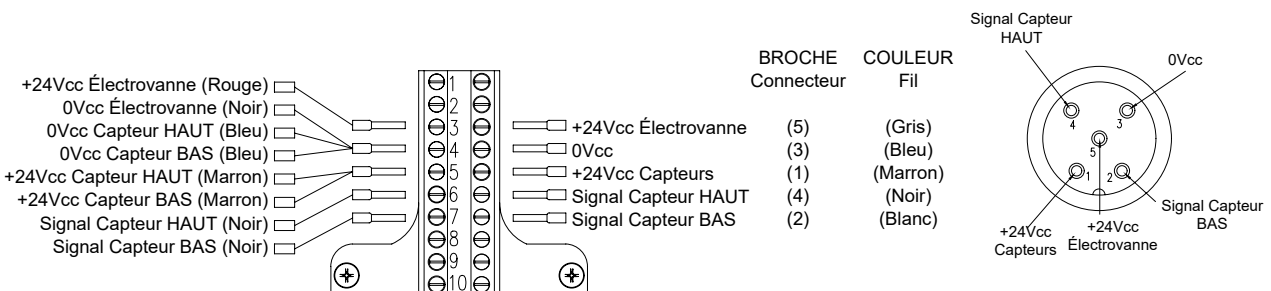 +24Vcc Électrovanne (Rouge)
0Vcc Électrovanne (Noir)
0Vcc Capteur HAUT (Bleu)
0Vcc Capteur BAS (Bleu)
+24Vcc Capteur HAUT (Marron)
+24Vcc Capteur BAS (Marron)
Signal Capteur HAUT (Noir)
Signal Capteur BAS (Noir)
1
2
3
4
5
6
7
8
9
10
BROCHE COULEUR
Connecteur Fil
+24Vcc Électrovanne (5) (Gris)
0Vcc (3) (Bleu)
+24Vcc Capteurs (1) (Marron)
Signal Capteur HAUT (4) (Noir)
Signal Capteur BAS (2) (Blanc)
Signal Capteur
HAUT
0Vcc
4 3
5
1 2
Signal Capteur
BAS
+24Vcc
Capteurs
+24Vcc
Électrovanne